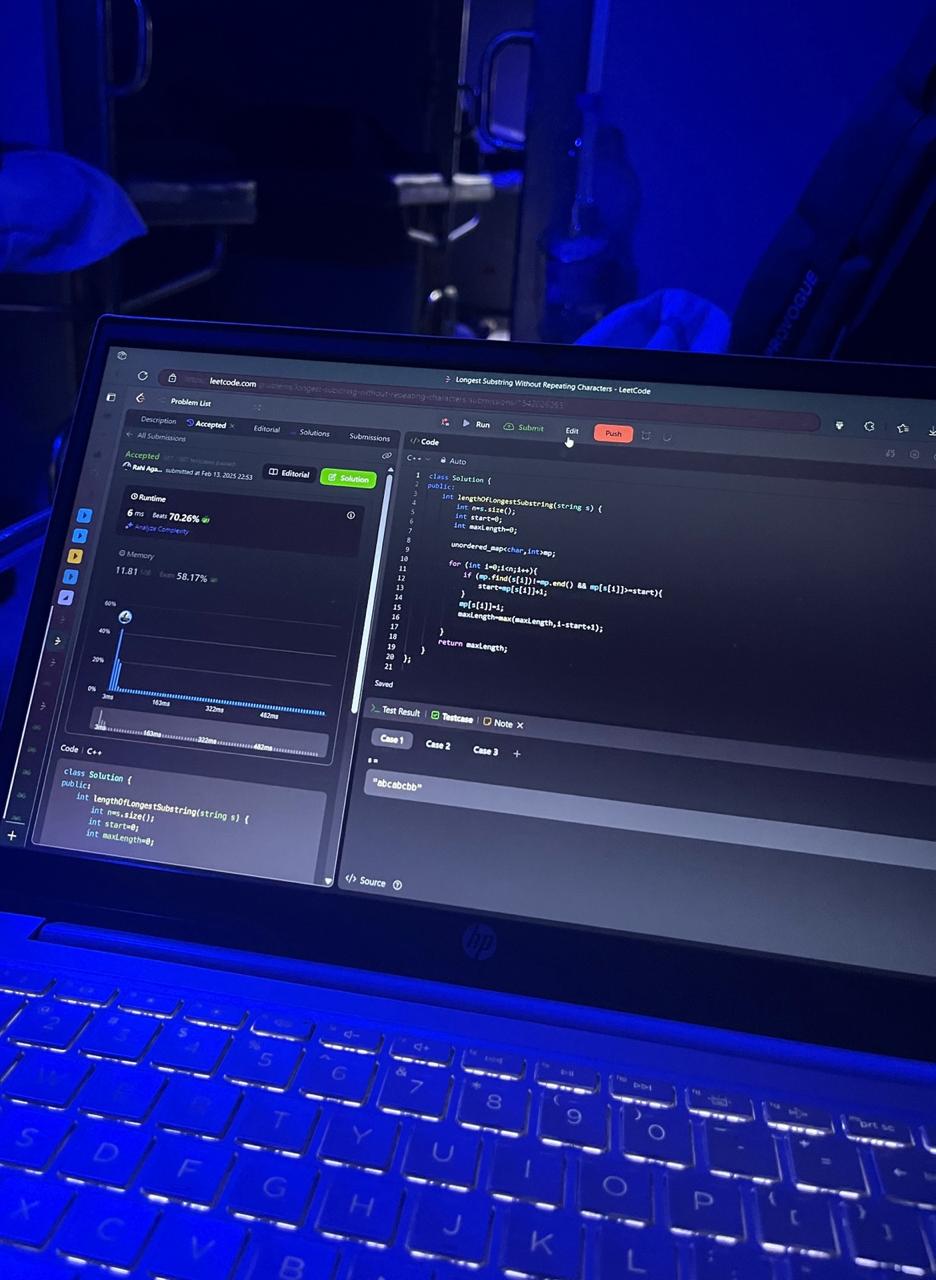 leetcode.com/problems/longest-substring-without-repeating-characters/submissions/
Longest Substring Without Repeating Characters - LeetCode
Problem List
Run
Submit
Edit
Push
Description
Accepted
Editorial
Solutions
Submissions
All Submissions
Accepted
Rahi Aga... submitted at Feb 13, 2025 22:53
Editorial
Solution
Runtime
6 ms Beats 70.26%
Analyze Complexity
Memory
11.81 MB Beats 58.17%
60%
40%
20%
0%
3ms 163ms 322ms 482ms
3ms 163ms 322ms 482ms
Code | C++
class Solution {
public:
int lengthOfLongestSubstring(string s) {
int n=s.size();
int start=0;
int maxLength=0;
</> Code
C++ Auto
1 class Solution {
2 public:
3 int lengthOfLongestSubstring(string s) {
4 int n=s.size();
5 int start=0;
6 int maxLength=0;
7
8 unordered_map<char,int>mp;
9
10 for (int i=0;i<n;i++){
11 if (mp.find(s[i])!=mp.end() && mp[s[i]]>=start){
12 start=mp[s[i]]+1;
13 }
14 mp[s[i]]=i;
15 maxLength=max(maxLength,i-start+1);
16
17 }
18 return maxLength;
19 }
20 };
21
Saved
Test Result
Testcase
Note
Case 1 Case 2 Case 3 +
s =
"abcabcbb"
</> Source
PROVOGUE
hp
@ 2 $ 4 % 5 ^ 6 & 7 * 8 ( 9 ) 0 - + = prt sc
T Y U I O P { [ } ]
S D F G H J K L
X C V B